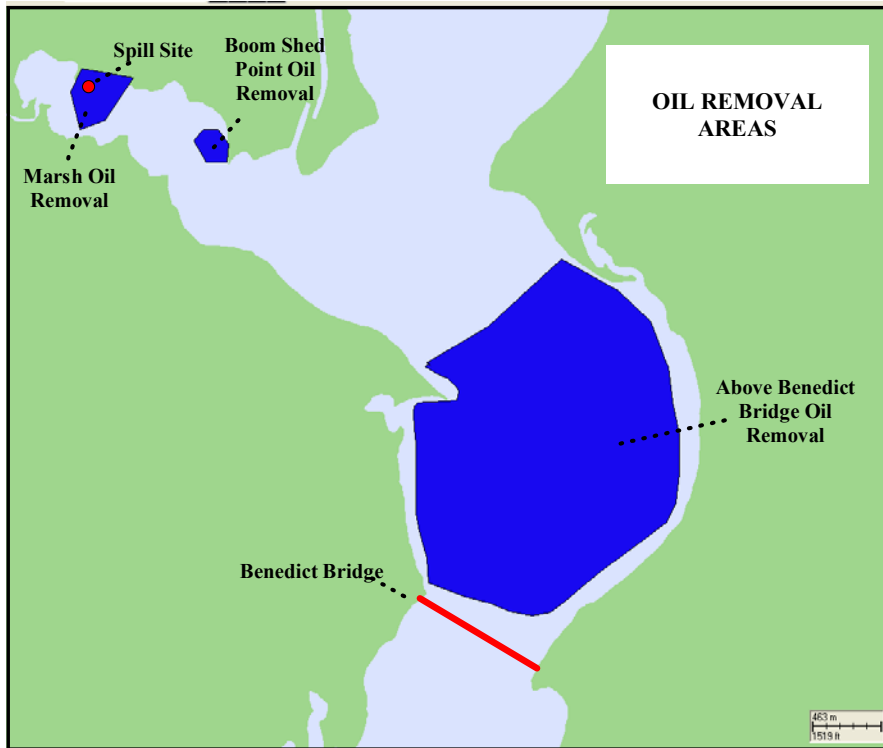 Spill Site
Boom Shed
Point Oil
Removal
OIL REMOVAL
AREAS
Marsh Oil
Removal
Above Benedict
Bridge Oil
Removal
Benedict Bridge
463 m
1519 ft